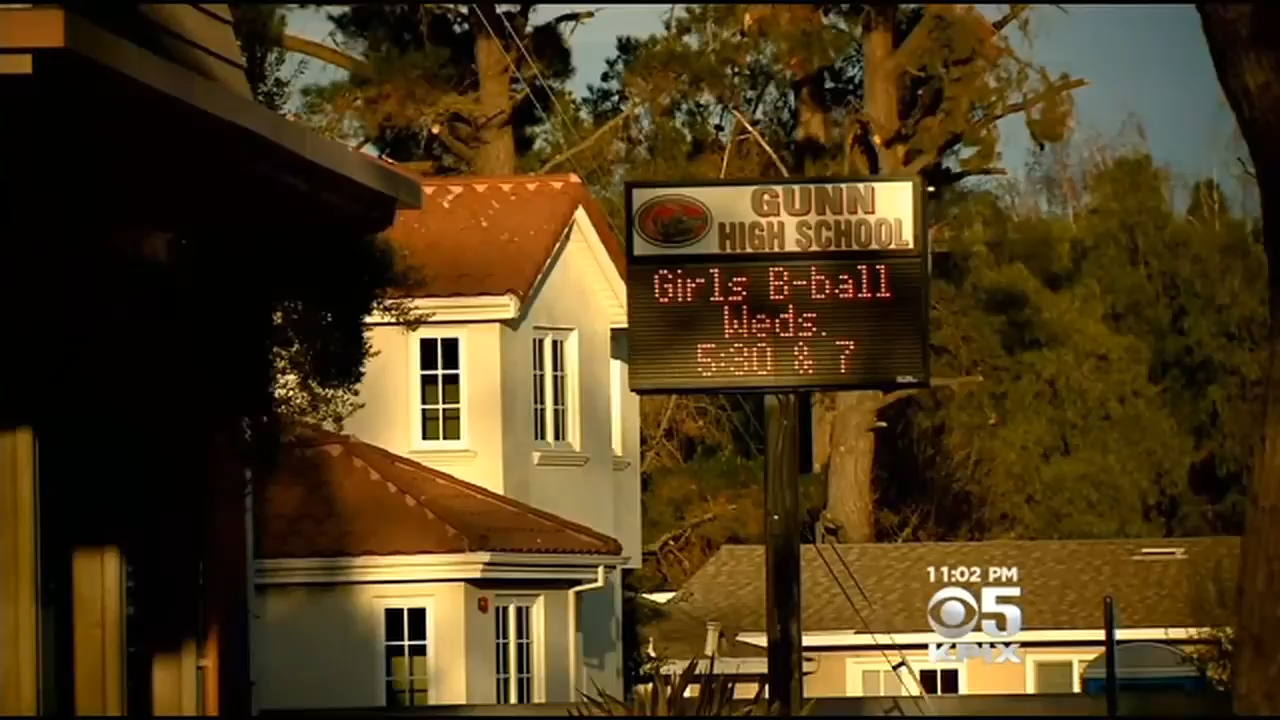 GUNN
HIGH SCHOOL
Girls B-ball
Weds.
5:30 & 7
11:02 PM
5
KPIX